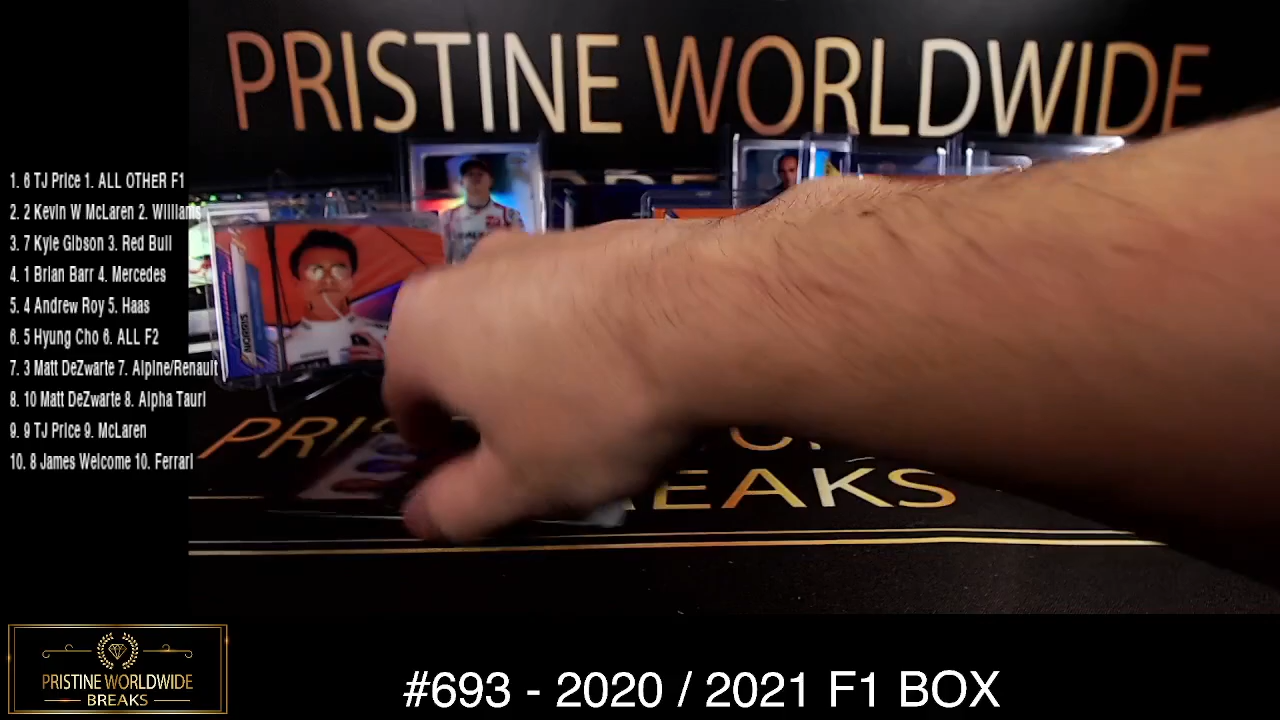 PRISTINE WORLDWIDE
1. 6 TJ Price 1. ALL OTHER F1
2. 2 Kevin W McLaren 2. Williams
3. 7 Kyle Gibson 3. Red Bull
4. 1 Brian Barr 4. Mercedes
5. 4 Andrew Roy 5. Haas
6. 5 Hyung Cho 6. ALL F2
7. 3 Matt DeZwarte 7. Alpine/Renault
8. 10 Matt DeZwarte 8. Alpha Tauri
9. 9 TJ Price 9. McLaren
10. 8 James Welcome 10. Ferrari
NORRIS
BREAKS
PRISTINE WORLDWIDE
BREAKS
#693 - 2020 / 2021 F1 BOX